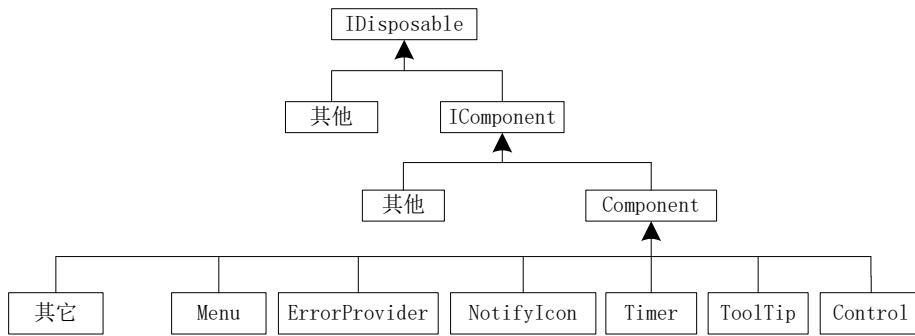 IDisposable
其他
IComponent
其他
Component
其它
Menu
ErrorProvider
NotifyIcon
Timer
ToolTip
Control